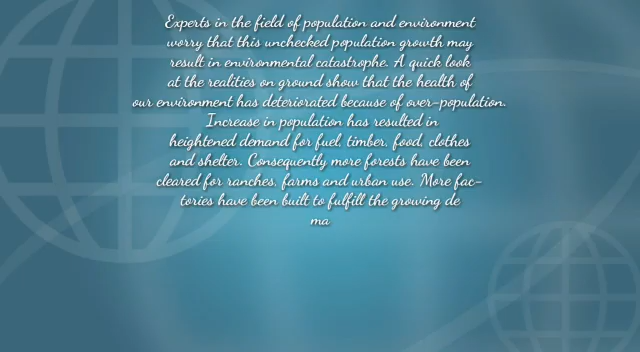 Experts in the field of population and environment
worry that this unchecked population growth may
result in environmental catastrophe. A quick look
at the realities on ground show that the health of
our environment has deteriorated because of over-population.
Increase in population has resulted in
heightened demand for fuel, timber, food, clothes
and shelter. Consequently more forests have been
cleared for ranches, farms and urban use. More fac-
tories have been built to fulfill the growing de
ma